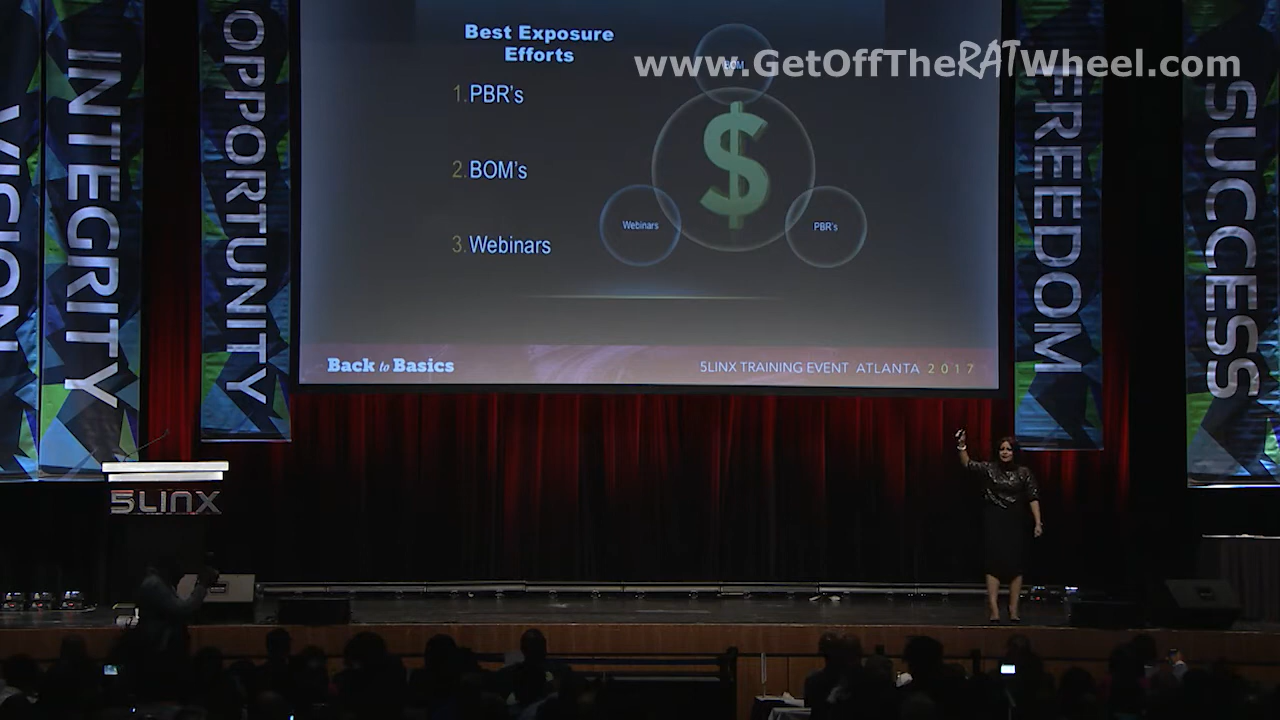 Best Exposure
Efforts
1. PBR's
2. BOM's
3. Webinars
BOM
Webinars
PBR's
www.GetOffTheRATWheel.com
Back to Basics
5LINX TRAINING EVENT ATLANTA 2017
VISION
INTEGRITY
OPPORTUNITY
FREEDOM
SUCCESS
5LINX